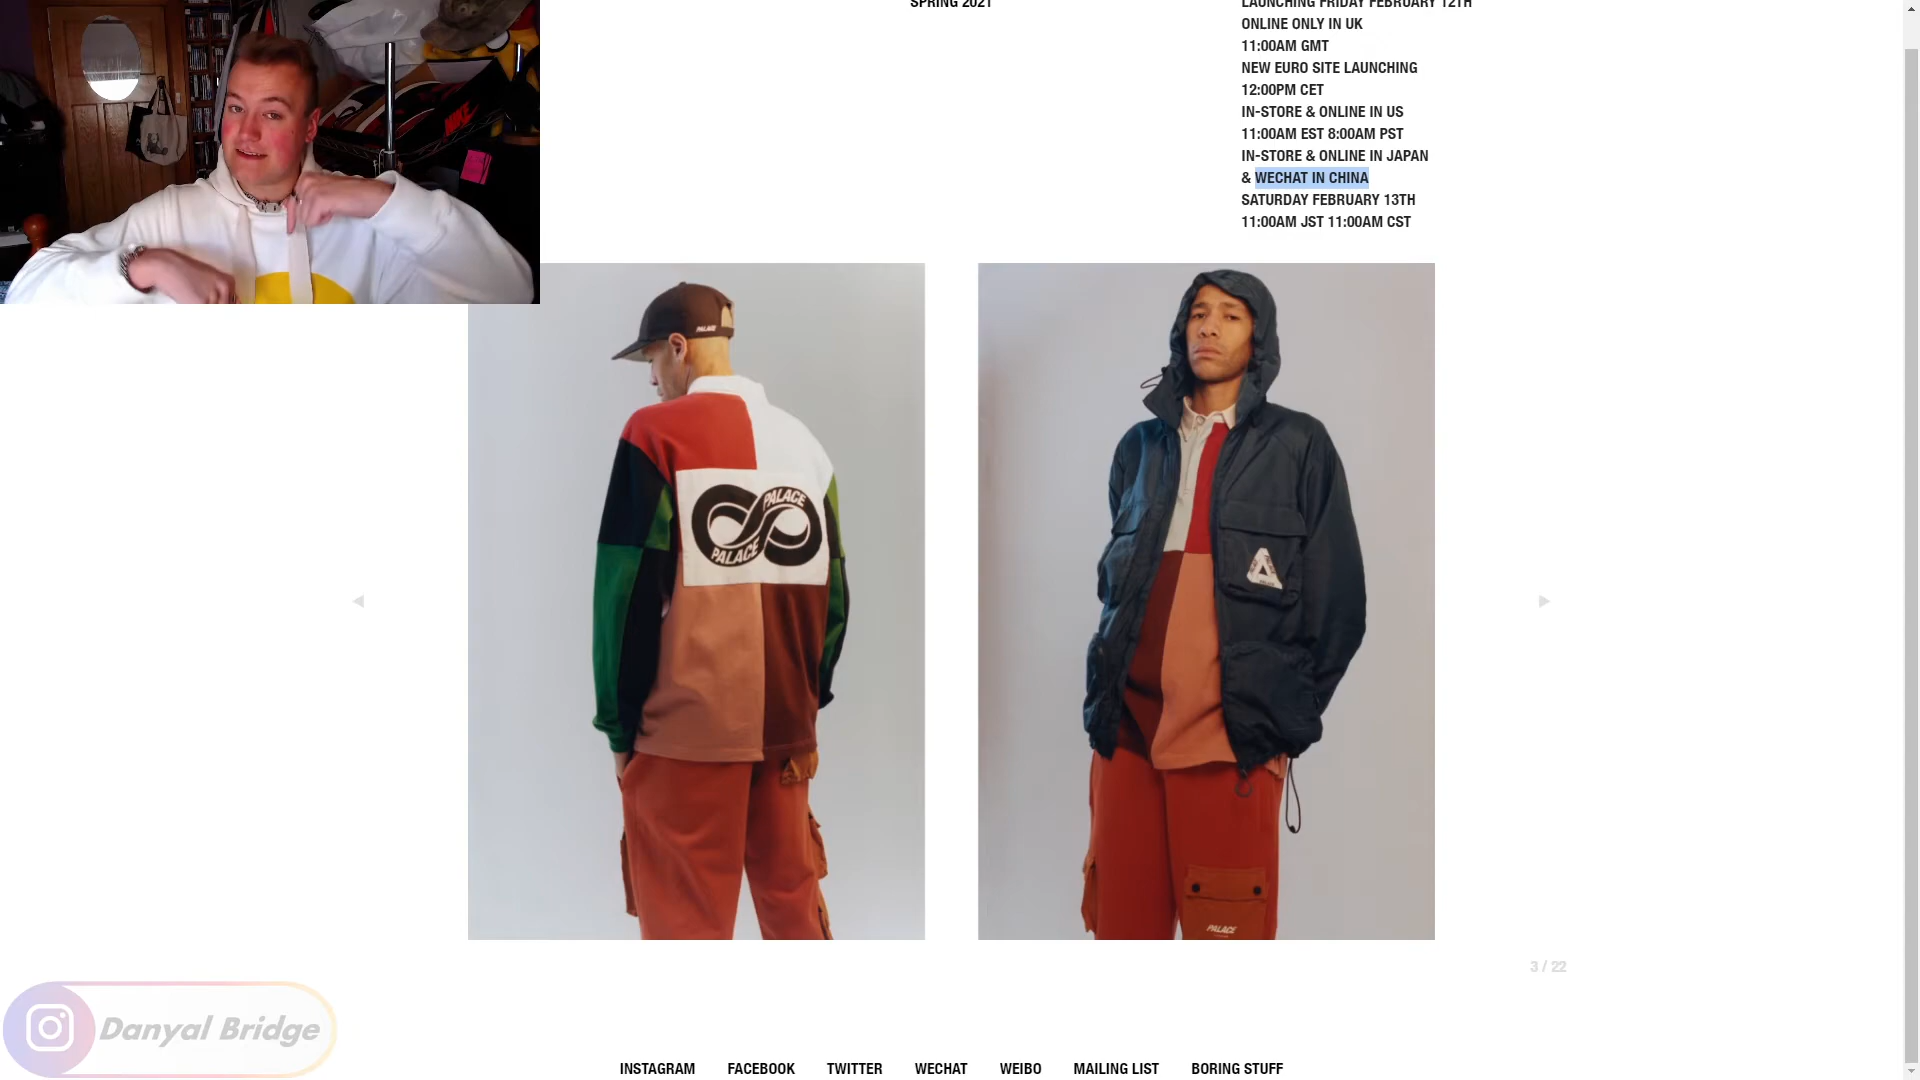 SPRING 2021
LAUNCHING FRIDAY FEBRUARY 12TH
ONLINE ONLY IN UK
11:00AM GMT
NEW EURO SITE LAUNCHING
12:00PM CET
IN-STORE & ONLINE IN US
11:00AM EST 8:00AM PST
IN-STORE & ONLINE IN JAPAN
& WECHAT IN CHINA
SATURDAY FEBRUARY 13TH
11:00AM JST 11:00AM CST
PALACE
PALACE
PALACE
PALACE
3 / 22
Danyal Bridge
INSTAGRAM FACEBOOK TWITTER WECHAT WEIBO MAILING LIST BORING STUFF